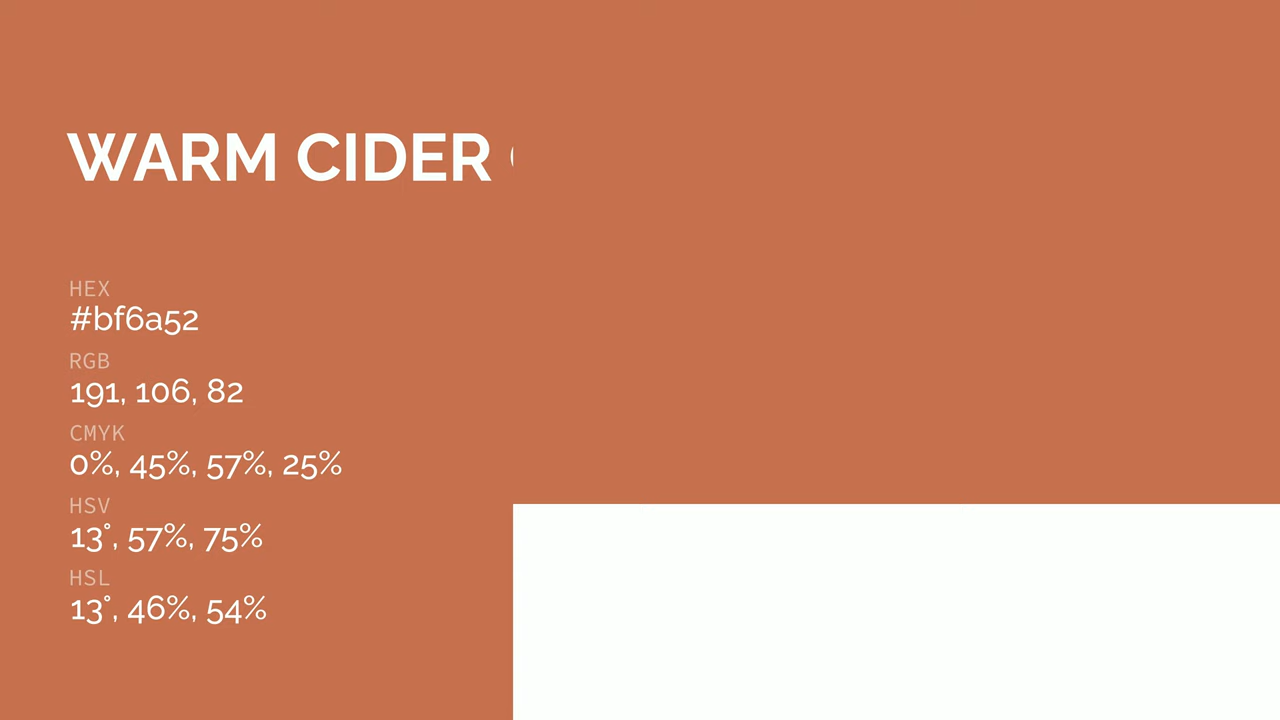 WARM CIDER
HEX
#bf6a52
RGB
191, 106, 82
CMYK
0%, 45%, 57%, 25%
HSV
13°, 57%, 75%
HSL
13°, 46%, 54%